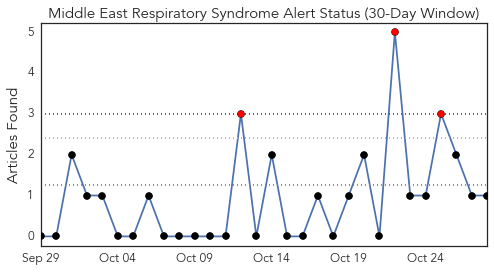 Middle East Respiratory Syndrome Alert Status (30-Day Window)
Articles Found
5
4
3
2
1
0
Sep 29 Oct 04 Oct 09 Oct 14 Oct 19 Oct 24